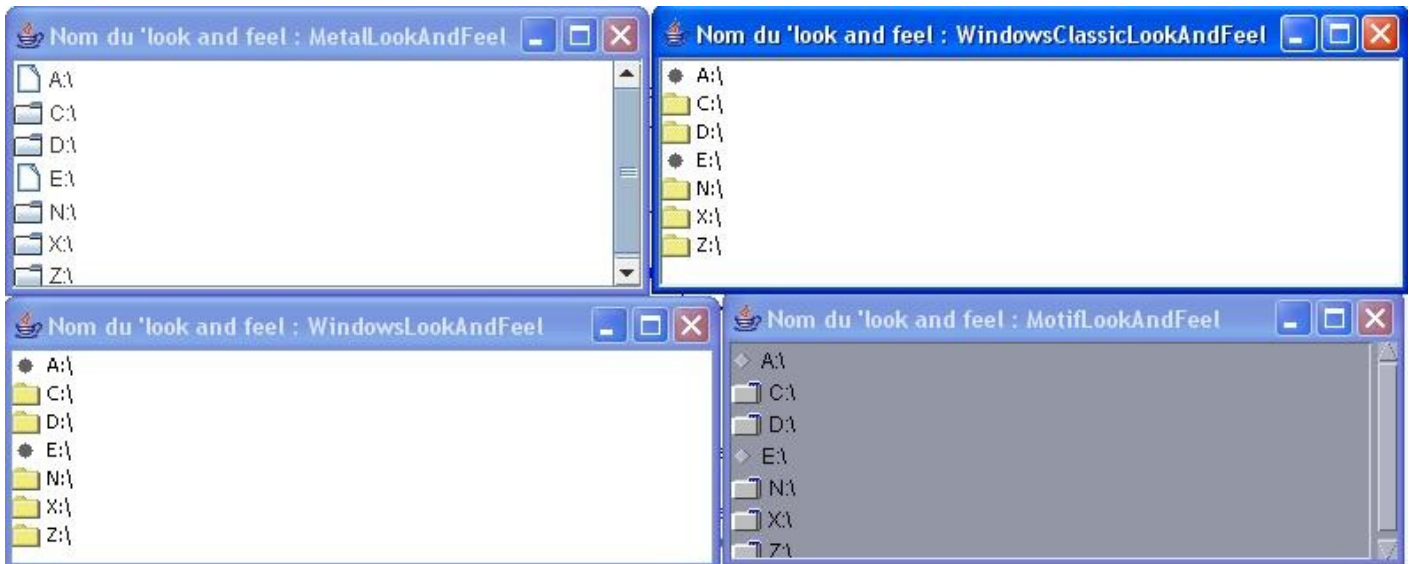 Nom du 'look and feel : MetalLookAndFeel
A:\
C:\
D:\
E:\
N:\
X:\
Z:\
Nom du 'look and feel : WindowsClassicLookAndFeel
A:\
C:\
D:\
E:\
N:\
X:\
Z:\
Nom du 'look and feel : WindowsLookAndFeel
A:\
C:\
D:\
E:\
N:\
X:\
Z:\
Nom du 'look and feel : MotifLookAndFeel
A:\
C:\
D:\
E:\
N:\
X:\
Z:\